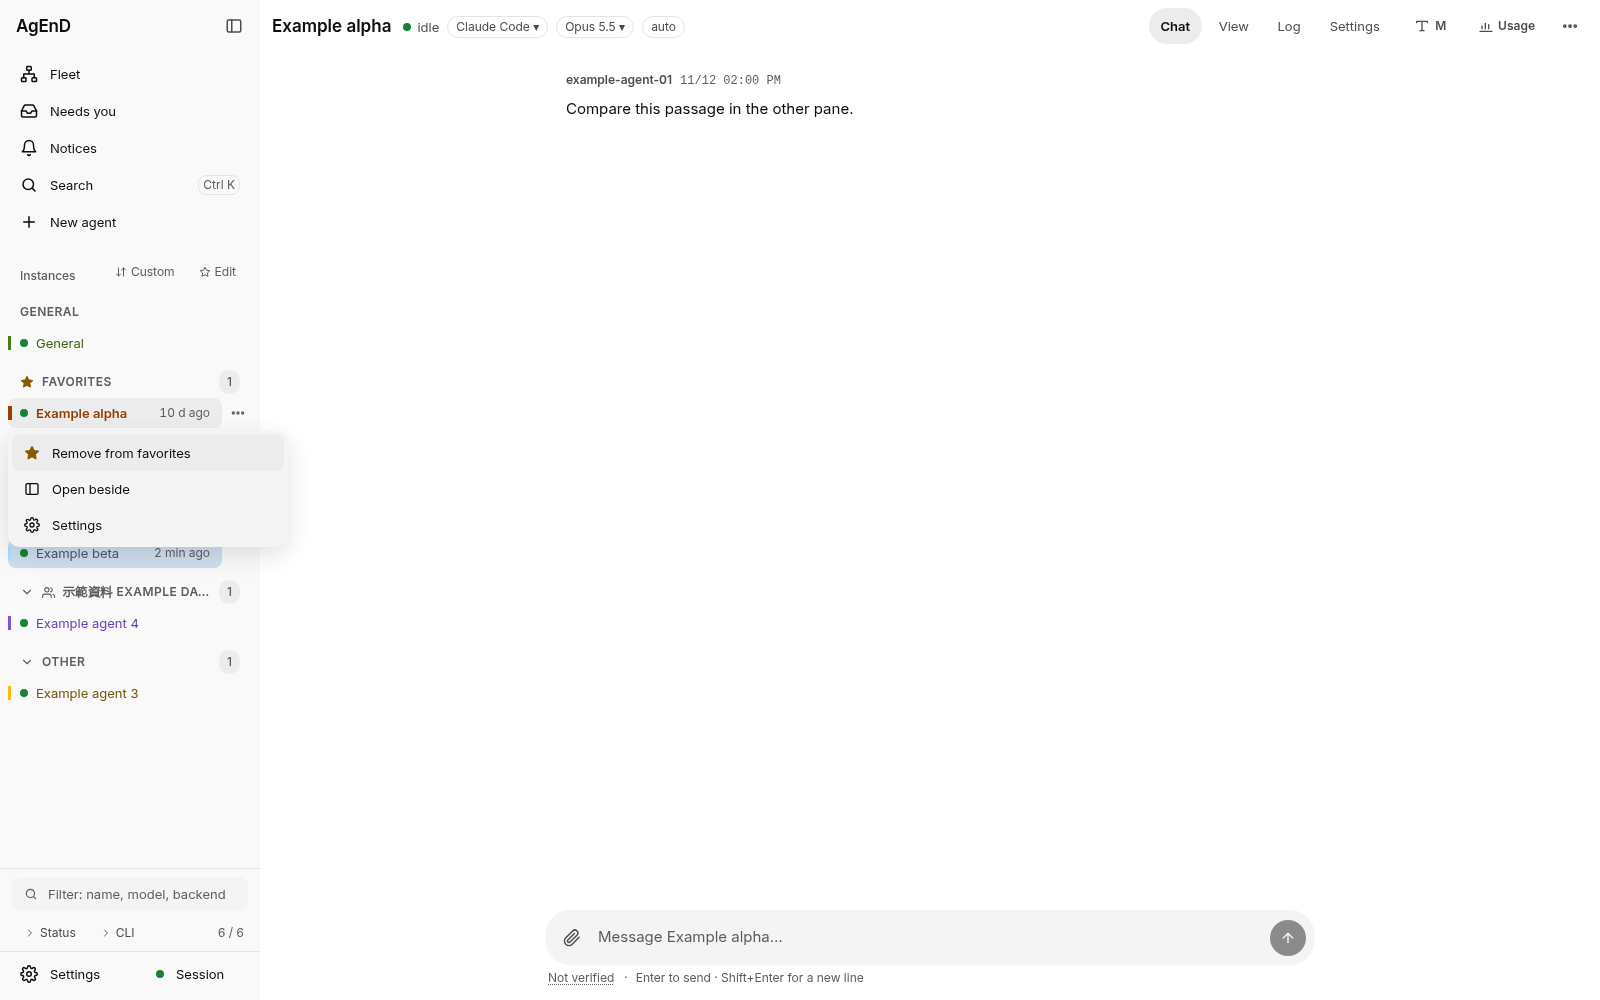 AgEnD
Fleet
Needs you
Notices
Search Ctrl K
New agent
Instances Custom Edit
GENERAL
General
FAVORITES 1
Example alpha 10 d ago •••
Remove from favorites
Open beside
Settings
Example beta 2 min ago
示範資料 EXAMPLE DA... 1
Example agent 4
OTHER 1
Example agent 3
Filter: name, model, backend
Status CLI 6 / 6
Settings Session
Example alpha idle Claude Code ▾ Opus 5.5 ▾ auto
Chat View Log Settings T M Usage •••
example-agent-01 11/12 02:00 PM
Compare this passage in the other pane.
Message Example alpha...
Not verified · Enter to send · Shift+Enter for a new line